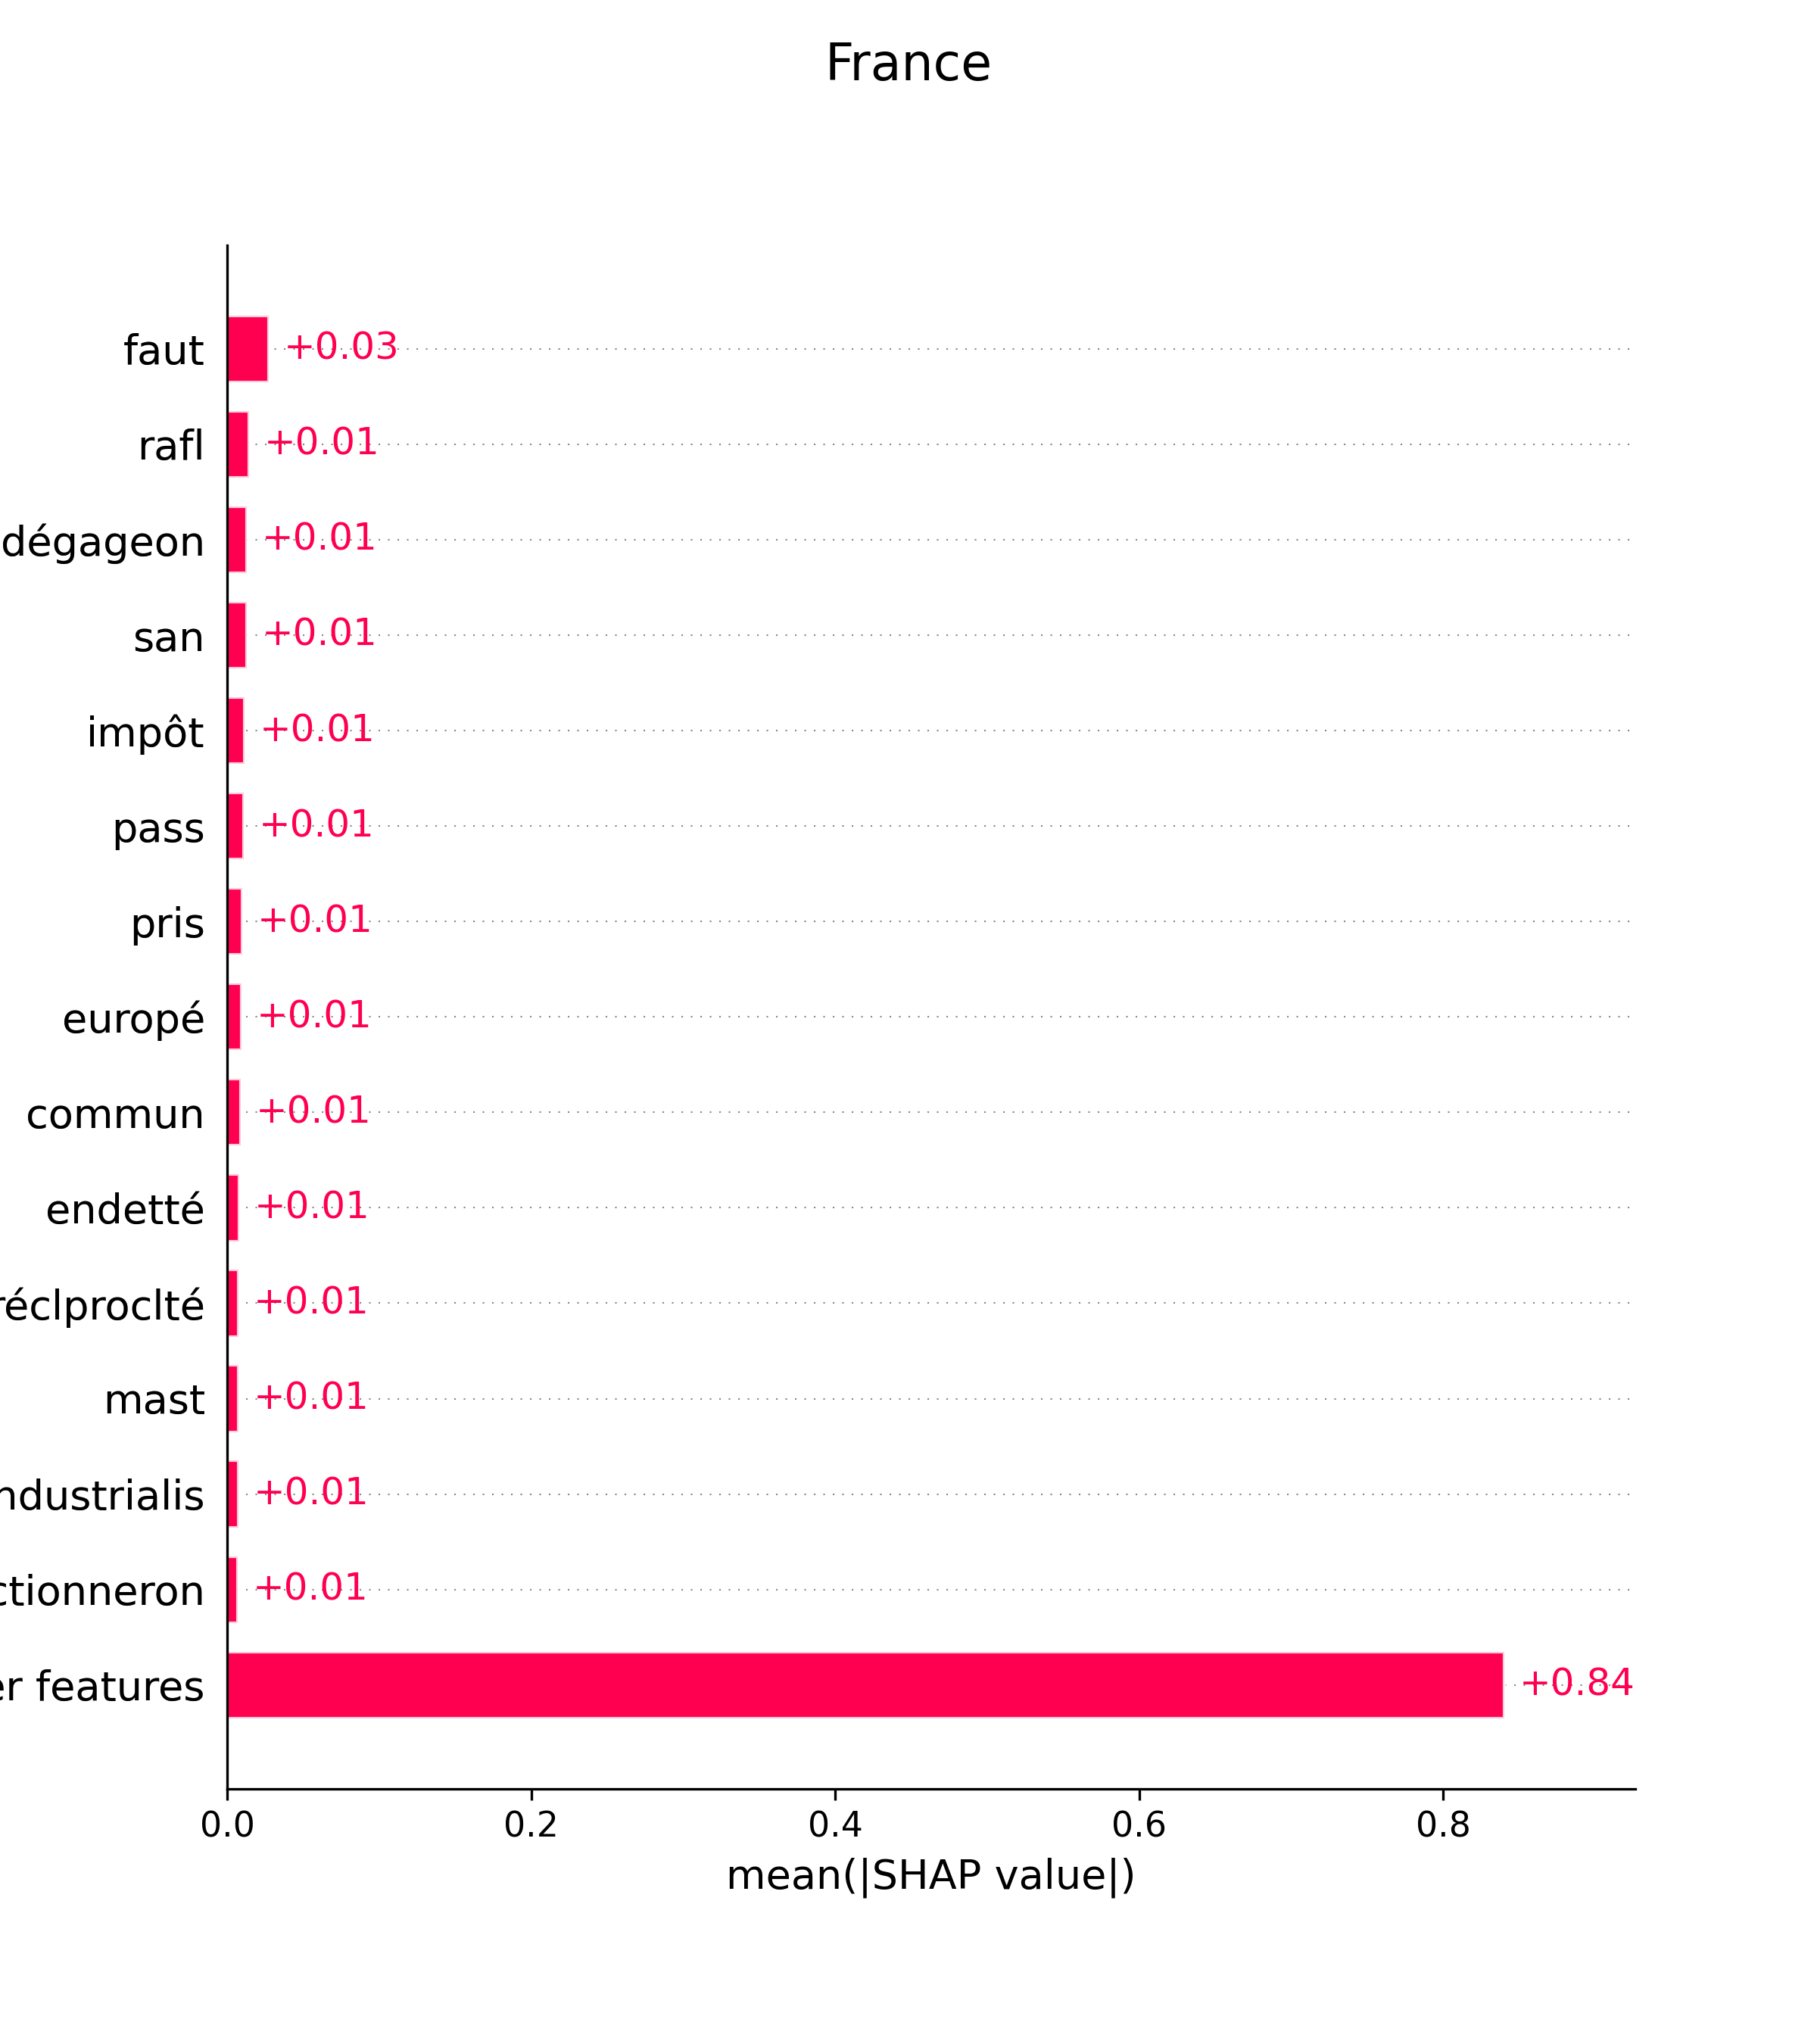 France
faut +0.03
rafl +0.01
dégageon +0.01
san +0.01
impôt +0.01
pass +0.01
pris +0.01
europé +0.01
commun +0.01
endetté +0.01
réclproclté +0.01
mast +0.01
ndustrialis +0.01
ctionneron +0.01
er features +0.84
0.0 0.2 0.4 0.6 0.8
mean(|SHAP value|)